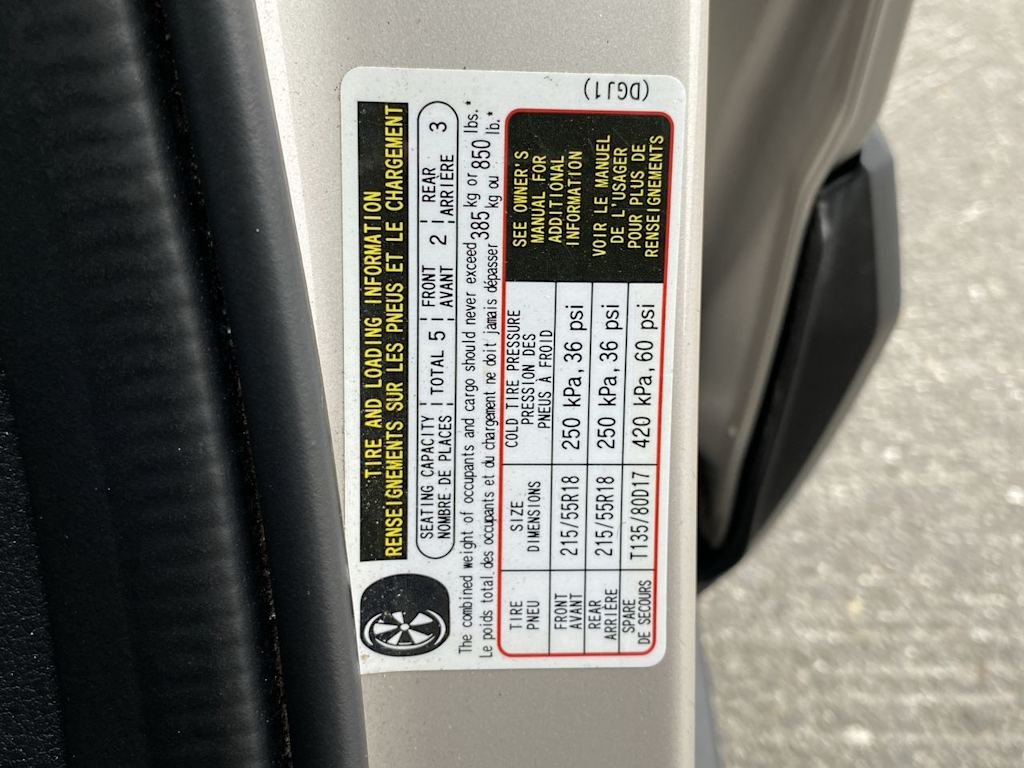 TIRE AND LOADING INFORMATION
RENSEIGNEMENTS SUR LES PNEUS ET LE CHARGEMENT
SEATING CAPACITY TOTAL 5 FRONT 2 REAR 3
NOMBRE DE PLACES AVANT ARRIÈRE
The combined weight of occupants and cargo should never exceed 385 kg or 850 lbs.*
Le poids total des occupants et du chargement ne doit jamais dépasser kg ou lb.*
TIRE SIZE COLD TIRE PRESSURE
PNEU DIMENSIONS PRESSION DES
PNEUS À FROID
FRONT 215/55R18 250 kPa, 36 psi
AVANT
REAR 215/55R18 250 kPa, 36 psi
ARRIÈRE
SPARE T135/80D17 420 kPa, 60 psi
DE SECOURS
SEE OWNER'S
MANUAL FOR
ADDITIONAL
INFORMATION
VOIR LE MANUEL
DE L'USAGER
POUR PLUS DE
RENSEIGNEMENTS
(DGJ1)